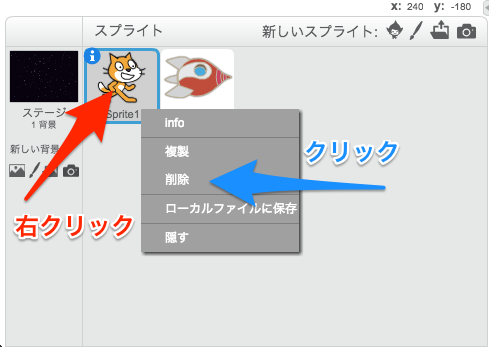 x: 240 y: -180
スプライト
新しいスプライト:
ステージ
1 背景
Sprite1
新しい背景
info
複製
削除
ローカルファイルに保存
隠す
クリック
右クリック